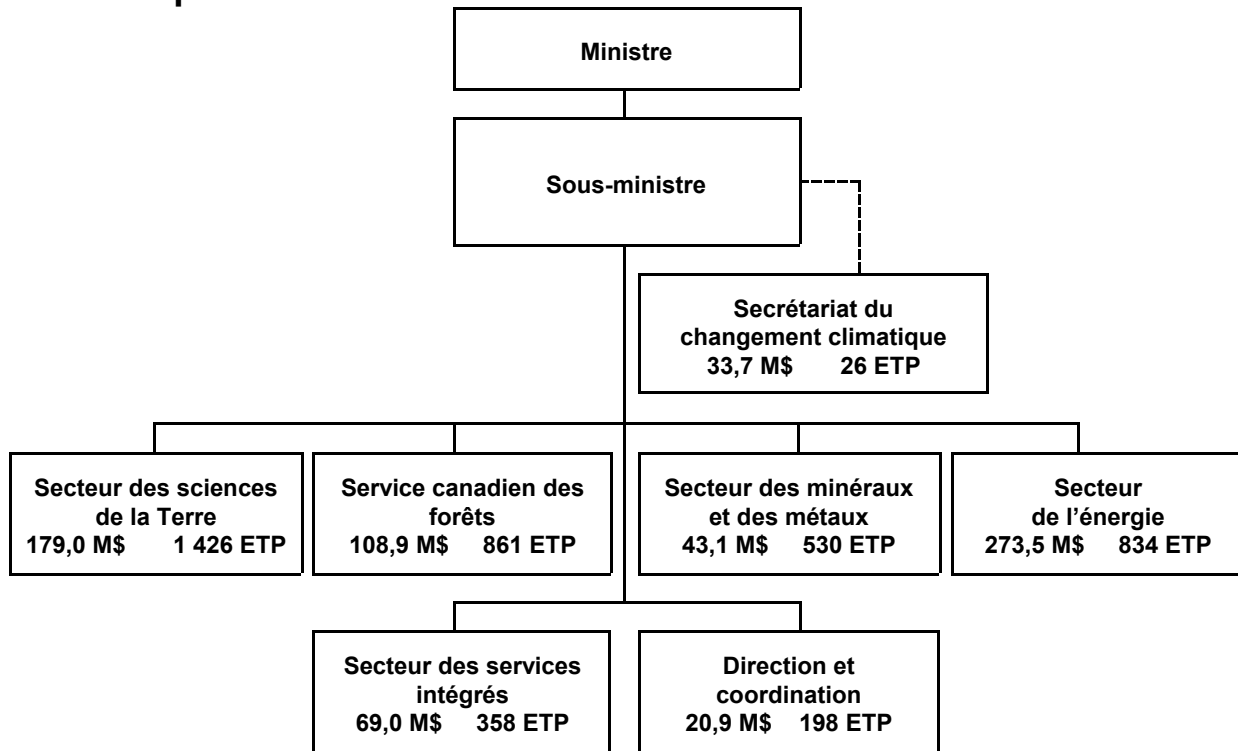 Ministre
Sous-ministre
Secrétariat du
changement climatique
33,7 M$ 26 ETP
Secteur des sciences
de la Terre
179,0 M$ 1 426 ETP
Service canadien des
forêts
108,9 M$ 861 ETP
Secteur des minéraux
et des métaux
43,1 M$ 530 ETP
Secteur
de l'énergie
273,5 M$ 834 ETP
Secteur des services
intégrés
69,0 M$ 358 ETP
Direction et
coordination
20,9 M$ 198 ETP